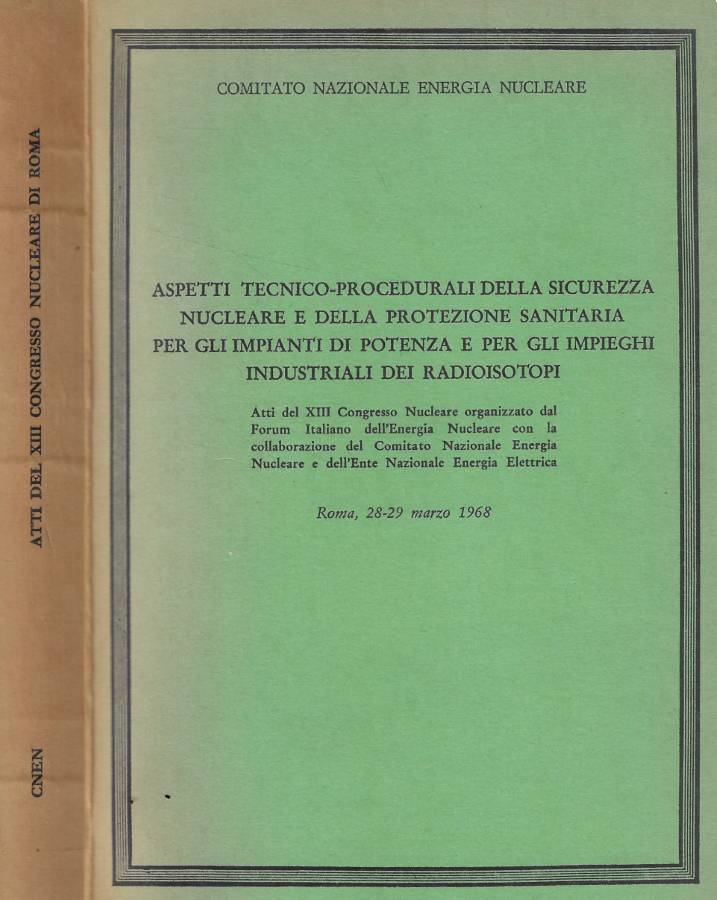 ATTI DEL XIII CONGRESSO NUCLEARE DI ROMA
CNEN
COMITATO NAZIONALE ENERGIA NUCLEARE
ASPETTI TECNICO-PROCEDURALI DELLA SICUREZZA
NUCLEARE E DELLA PROTEZIONE SANITARIA
PER GLI IMPIANTI DI POTENZA E PER GLI IMPIEGHI
INDUSTRIALI DEI RADIOISOTOPI
Atti del XIII Congresso Nucleare organizzato dal
Forum Italiano dell'Energia Nucleare con la
collaborazione del Comitato Nazionale Energia
Nucleare e dell'Ente Nazionale Energia Elettrica
Roma, 28-29 marzo 1968